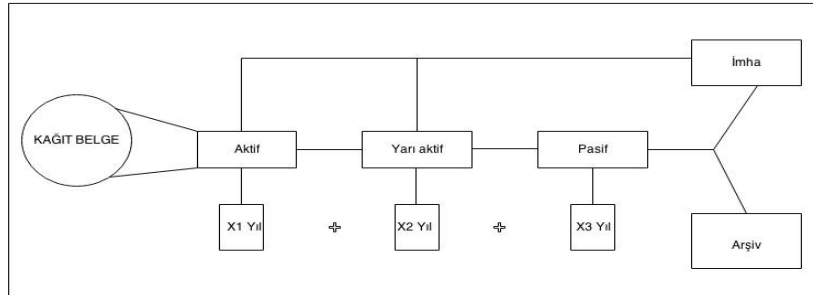 İmha
KAĞIT BELGE
Aktif
Yarı aktif
Pasif
X1 Yıl
X2 Yıl
X3 Yıl
Arşiv